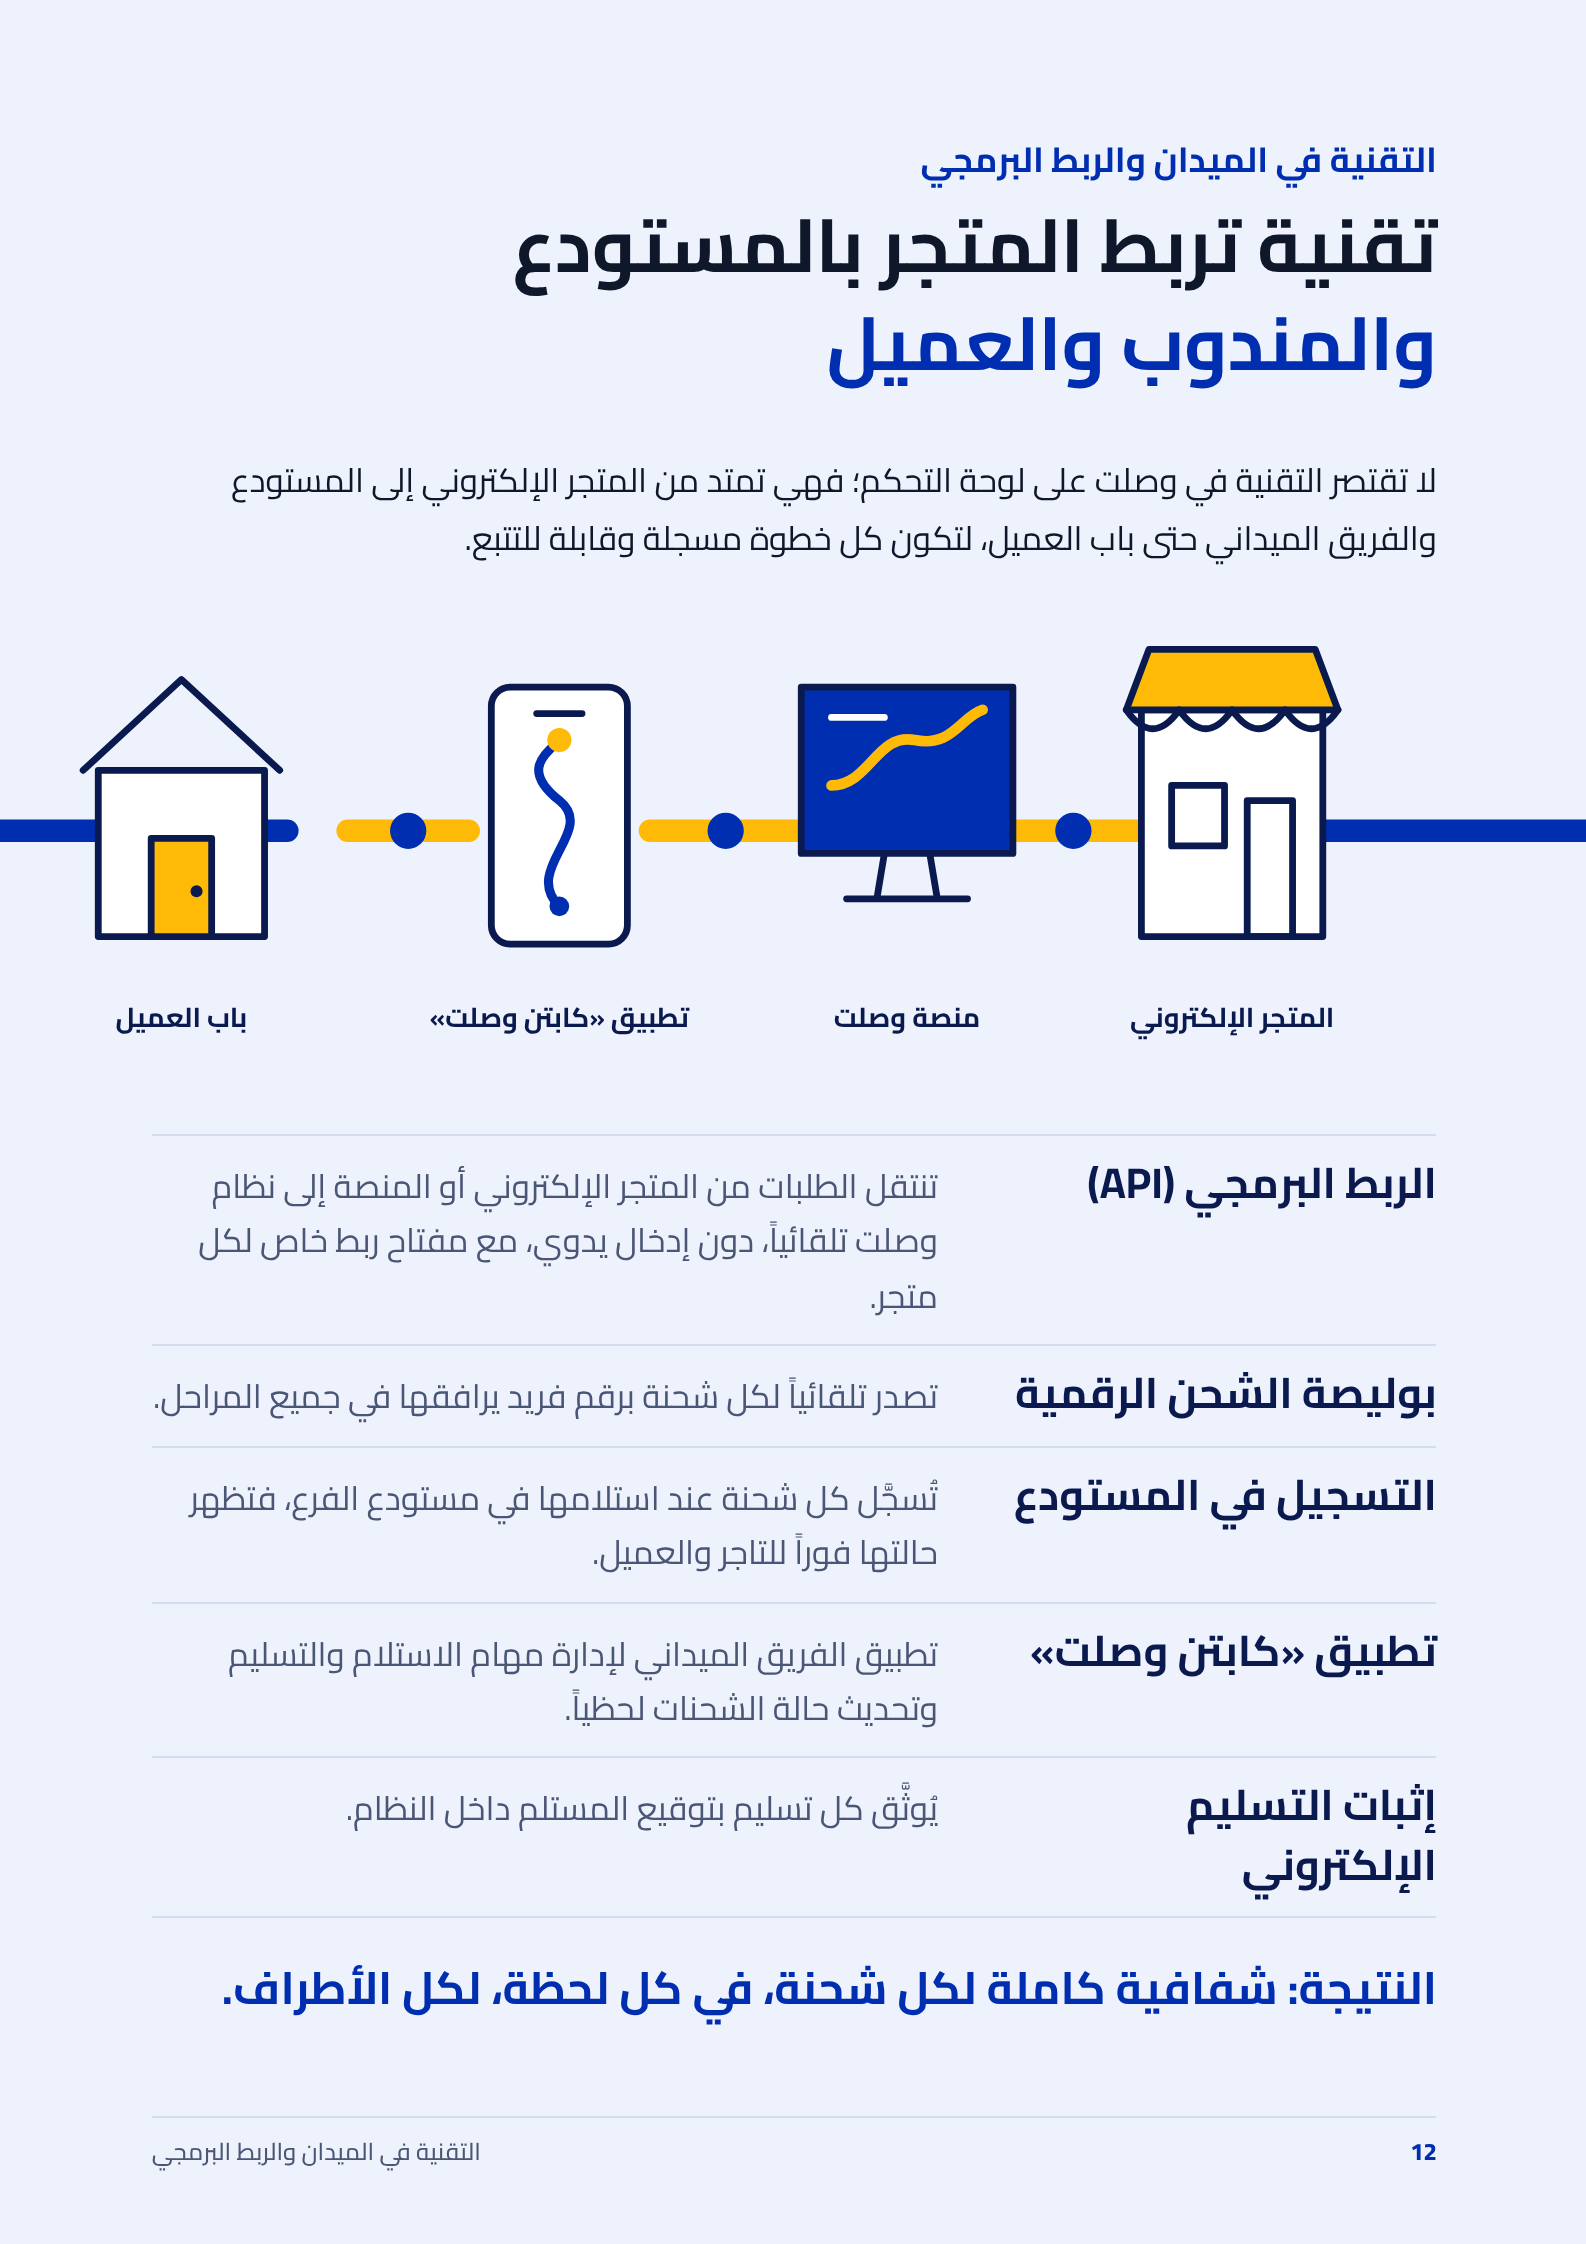 التقنية في الميدان والربط البرمجي
تقنية تربط المتجر بالمستودع
والمندوب والعميل
لا تقتصر التقنية في وصلت على لوحة التحكم؛ فهي تمتد من المتجر الإلكتروني إلى المستودع
والفريق الميداني حتى باب العميل، لتكون كل خطوة مسجلة وقابلة للتتبع.
المتجر الإلكتروني
منصة وصلت
تطبيق «كابتن وصلت»
باب العميل
الربط البرمجي (API)
تنتقل الطلبات من المتجر الإلكتروني أو المنصة إلى نظام
وصلت تلقائياً، دون إدخال يدوي، مع مفتاح ربط خاص لكل
متجر.
بوليصة الشحن الرقمية
تصدر تلقائياً لكل شحنة برقم فريد يرافقها في جميع المراحل.
التسجيل في المستودع
تُسجَّل كل شحنة عند استلامها في مستودع الفرع، فتظهر
حالتها فوراً للتاجر والعميل.
تطبيق «كابتن وصلت»
تطبيق الفريق الميداني لإدارة مهام الاستلام والتسليم
وتحديث حالة الشحنات لحظياً.
إثبات التسليم
الإلكتروني
يُوثَّق كل تسليم بتوقيع المستلم داخل النظام.
النتيجة: شفافية كاملة لكل شحنة، في كل لحظة، لكل الأطراف.
12
التقنية في الميدان والربط البرمجي